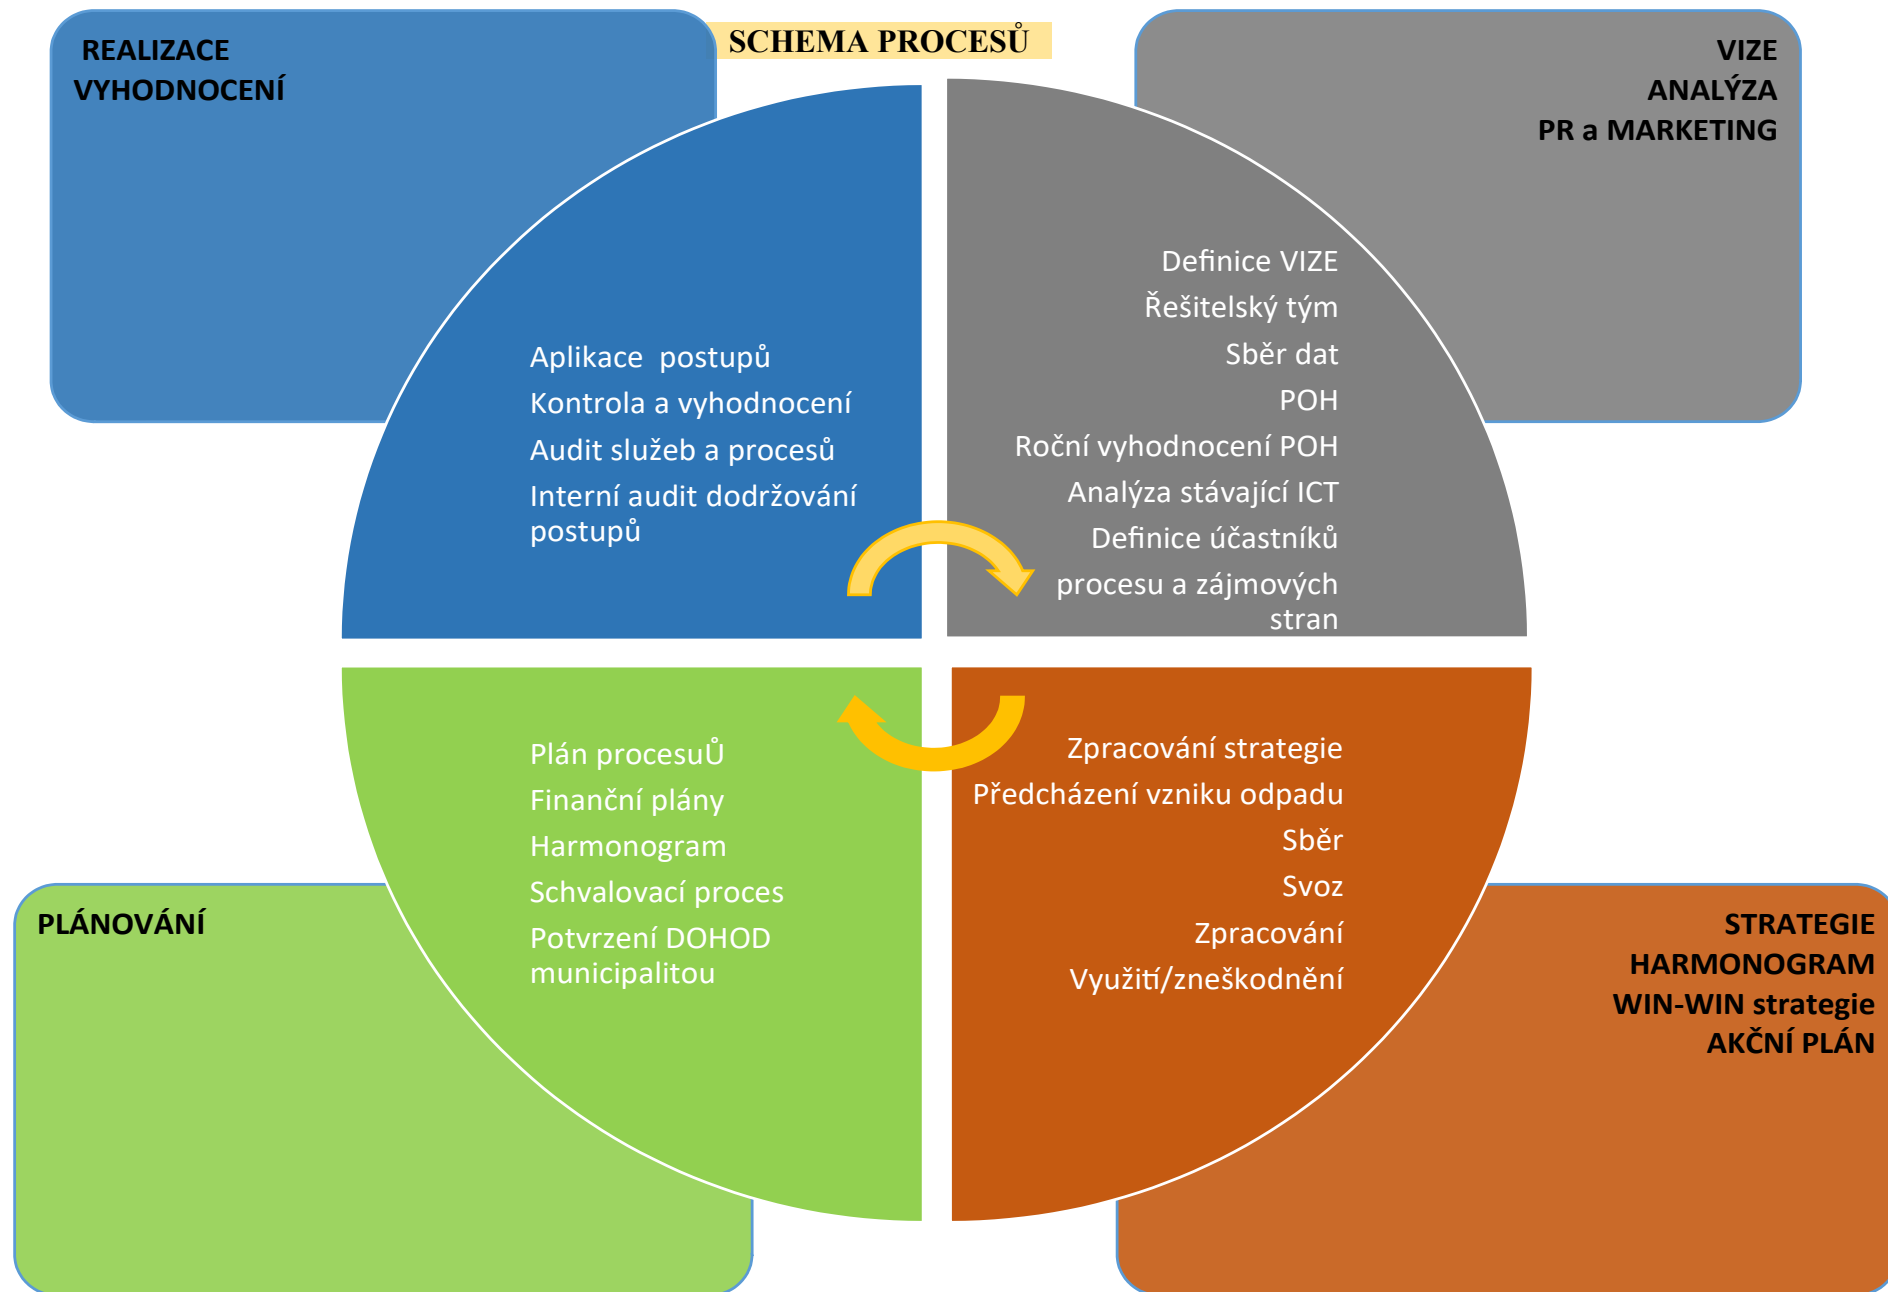 SCHEMA PROCESŮ
REALIZACE
VYHODNOCENÍ
VIZE
ANALÝZA
PR a MARKETING
Aplikace  postupů
Kontrola a vyhodnocení
Audit služeb a procesů
Interní audit dodržování
postupů
Definice VIZE
Řešitelský tým
Sběr dat
POH
Roční vyhodnocení POH
Analýza stávající ICT
Definice účastníků
procesu a zájmových
stran
Plán procesuŮ
Finanční plány
Harmonogram
Schvalovací proces
Potvrzení DOHOD
municipalitou
Zpracování strategie
Předcházení vzniku odpadu
Sběr
Svoz
Zpracování
Využití/zneškodnění
PLÁNOVÁNÍ
STRATEGIE
HARMONOGRAM
WIN-WIN strategie
AKČNÍ PLÁN